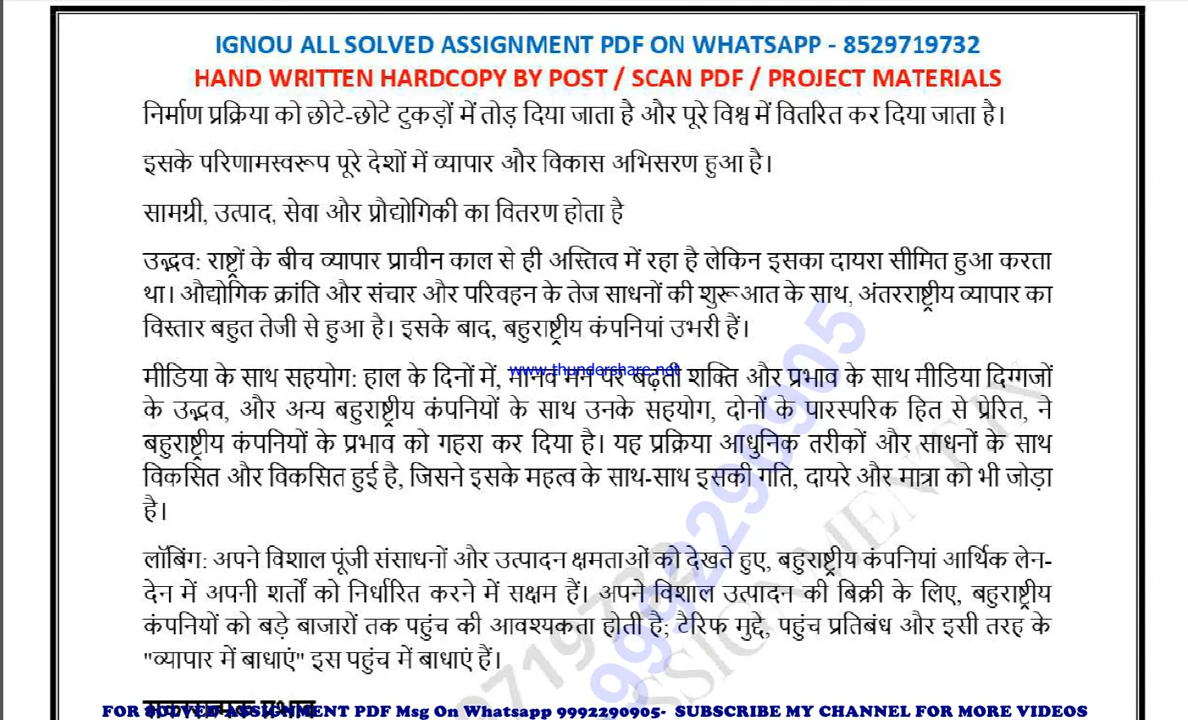 IGNOU ALL SOLVED ASSIGNMENT PDF ON WHATSAPP - 8529719732
HAND WRITTEN HARDCOPY BY POST / SCAN PDF / PROJECT MATERIALS
निर्माण प्रक्रिया को छोटे-छोटे टुकड़ों में तोड़ दिया जाता है और पूरे विश्व में वितरित कर दिया जाता है।
इसके परिणामस्वरूप पूरे देशों में व्यापार और विकास अभिसरण हुआ है।
सामग्री, उत्पाद, सेवा और प्रौद्योगिकी का वितरण होता है
उद्भव: राष्ट्रों के बीच व्यापार प्राचीन काल से ही अस्तित्व में रहा है लेकिन इसका दायरा सीमित हुआ करता
था। औद्योगिक क्रांति और संचार और परिवहन के तेज साधनों की शुरूआत के साथ, अंतरराष्ट्रीय व्यापार का
विस्तार बहुत तेजी से हुआ है। इसके बाद, बहुराष्ट्रीय कंपनियां उभरी हैं।
www.thundershare.net
मीडिया के साथ सहयोग: हाल के दिनों में, मानव मन पर बढ़ती शक्ति और प्रभाव के साथ मीडिया दिग्गजों
के उद्भव, और अन्य बहुराष्ट्रीय कंपनियों के साथ उनके सहयोग, दोनों के पारस्परिक हित से प्रेरित, ने
बहुराष्ट्रीय कंपनियों के प्रभाव को गहरा कर दिया है। यह प्रक्रिया आधुनिक तरीकों और साधनों के साथ
विकसित और विकसित हुई है, जिसने इसके महत्व के साथ-साथ इसकी गति, दायरे और मात्रा को भी जोड़ा
है।
लॉबिंग: अपने विशाल पूंजी संसाधनों और उत्पादन क्षमताओं को देखते हुए, बहुराष्ट्रीय कंपनियां आर्थिक लेन-
देन में अपनी शर्तों को निर्धारित करने में सक्षम हैं। अपने विशाल उत्पादन की बिक्री के लिए, बहुराष्ट्रीय
कंपनियों को बड़े बाजारों तक पहुंच की आवश्यकता होती है; टैरिफ मुद्दे, पहुंच प्रतिबंध और इसी तरह के
"व्यापार में बाधाएं" इस पहुंच में बाधाएं हैं।
9992290905
FOR SOLVED ASSIGNMENT PDF Msg On Whatsapp 9992290905- SUBSCRIBE MY CHANNEL FOR MORE VIDEOS